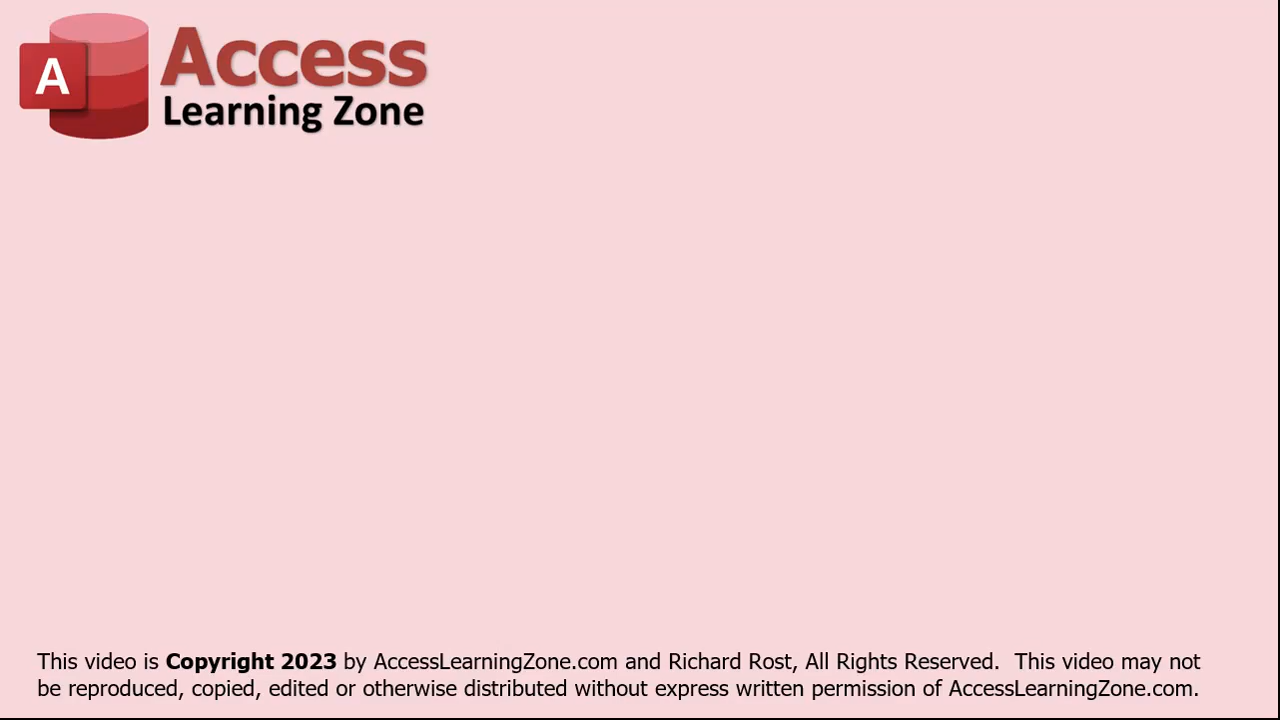 A
Access
Learning Zone
This video is Copyright 2023 by AccessLearningZone.com and Richard Rost, All Rights Reserved.  This video may not
be reproduced, copied, edited or otherwise distributed without express written permission of AccessLearningZone.com.